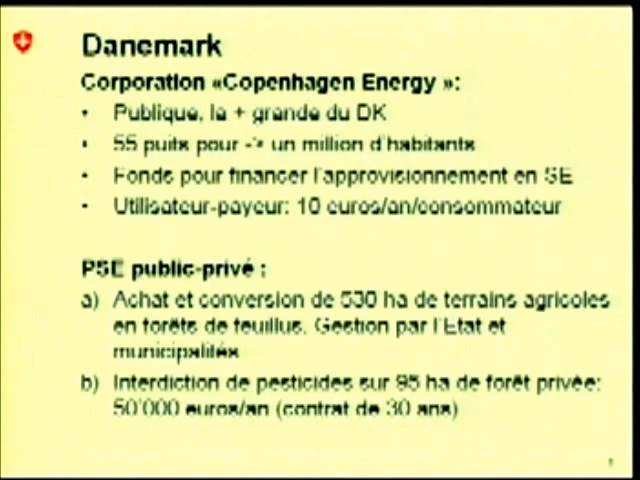 Danemark
Corporation «Copenhagen Energy »:
• Publique, la + grande du DK
• 55 puits pour -> un million d'habitants
• Fonds pour financer l'approvisionnement en SE
• Utilisateur-payeur: 10 euros/an/consommateur
PSE public-privé :
a) Achat et conversion de 530 ha de terrains agricoles
en forêts de feuillus. Gestion par l'Etat et
municipalités
b) Interdiction de pesticides sur 95 ha de forêt privée:
50'000 euros/an (contrat de 30 ans)